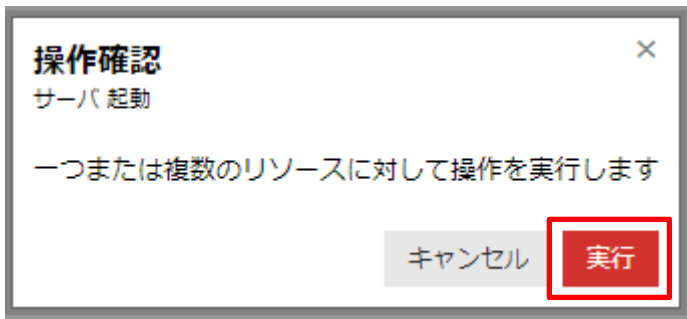 操作確認
サーバ 起動
一つまたは複数のリソースに対して操作を実行します
キャンセル
実行